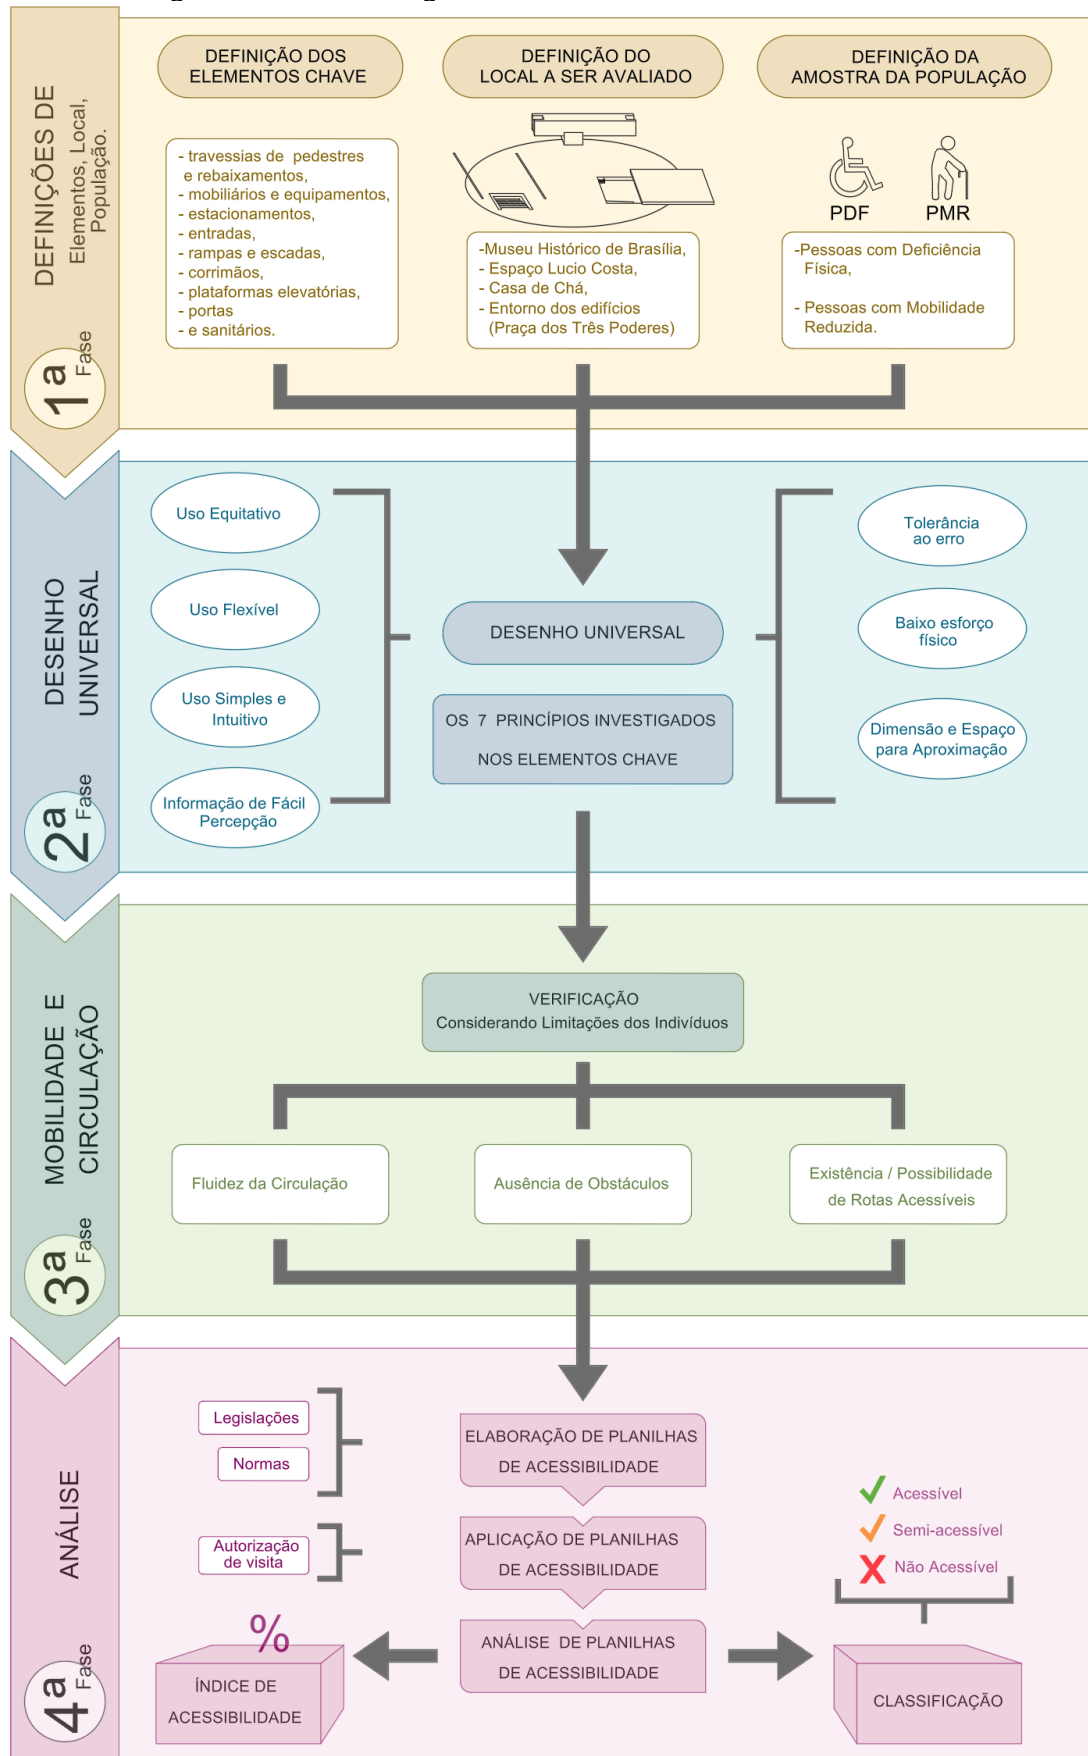 DEFINIÇÕES DE
Elementos, Local,
População.
1ª
Fase
DEFINIÇÃO DOS
ELEMENTOS CHAVE
- travessias de pedestres
e rebaixamentos,
- mobiliários e equipamentos,
- estacionamentos,
- entradas,
- rampas e escadas,
- corrimãos,
- plataformas elevatórias,
- portas
- e sanitários.
DEFINIÇÃO DO
LOCAL A SER AVALIADO
-Museu Histórico de Brasília,
- Espaço Lucio Costa,
- Casa de Chá,
- Entorno dos edifícios
(Praça dos Três Poderes)
DEFINIÇÃO DA
AMOSTRA DA POPULAÇÃO
PDF
PMR
-Pessoas com Deficiência
Física,
- Pessoas com Mobilidade
Reduzida.
DESENHO
UNIVERSAL
2ª
Fase
Uso Equitativo
Uso Flexível
Uso Simples e
Intuitivo
Informação de Fácil
Percepção
DESENHO UNIVERSAL
OS 7 PRINCÍPIOS INVESTIGADOS
NOS ELEMENTOS CHAVE
Tolerância
ao erro
Baixo esforço
físico
Dimensão e Espaço
para Aproximação
MOBILIDADE E
CIRCULAÇÃO
3ª
Fase
VERIFICAÇÃO
Considerando Limitações dos Indivíduos
Fluidez da Circulação
Ausência de Obstáculos
Existência / Possibilidade
de Rotas Acessíveis
ANÁLISE
4ª
Fase
Legislações
Normas
Autorização
de visita
ELABORAÇÃO DE PLANILHAS
DE ACESSIBILIDADE
APLICAÇÃO DE PLANILHAS
DE ACESSIBILIDADE
ANÁLISE DE PLANILHAS
DE ACESSIBILIDADE
%
ÍNDICE DE
ACESSIBILIDADE
Acessível
Semi-acessível
Não Acessível
CLASSIFICAÇÃO